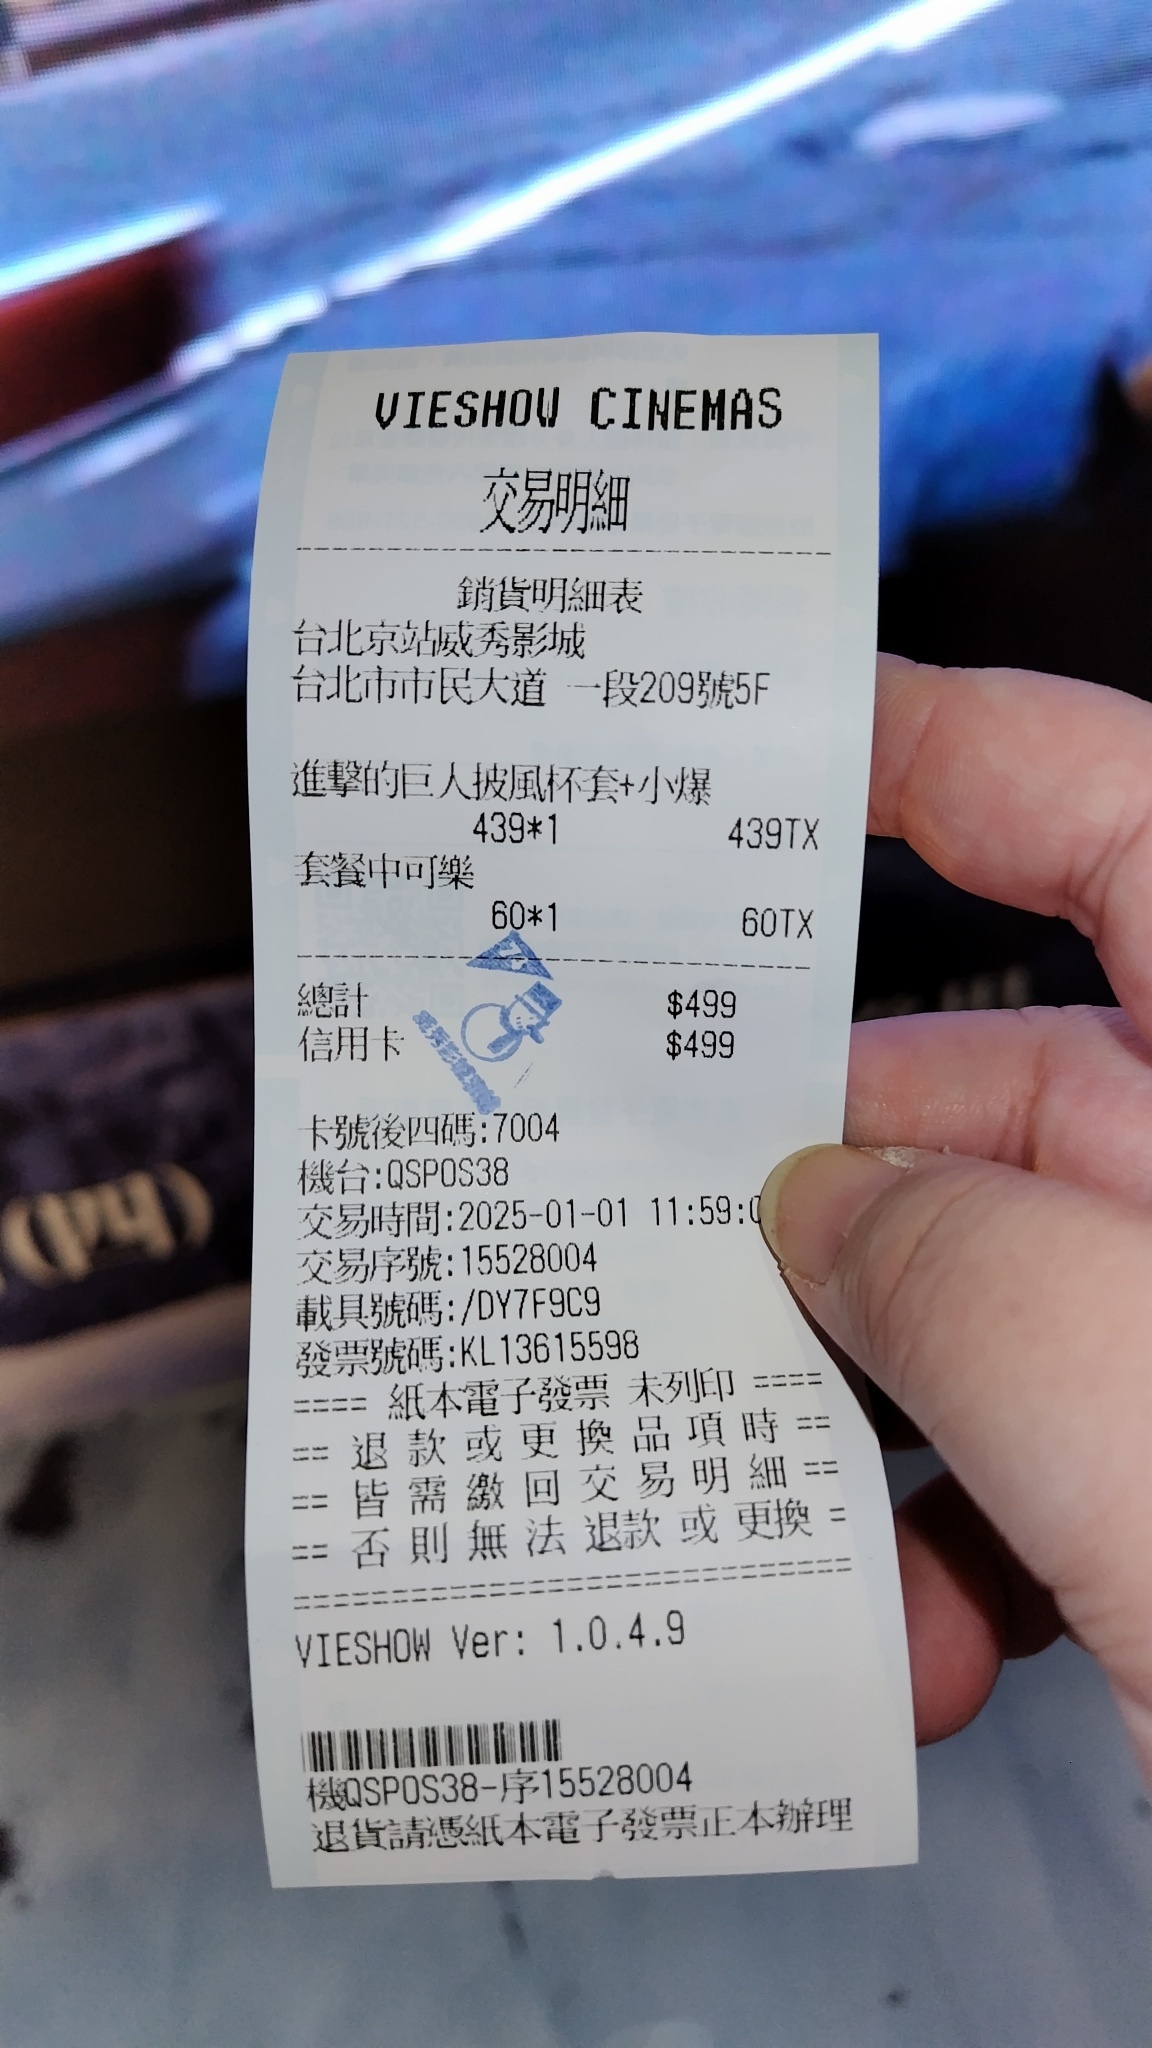 VIESHOW CINEMAS
交易明細
銷貨明細表
台北京站威秀影城
台北市市民大道 一段209號5F
進擊的巨人披風杯套+小爆
439*1 439TX
套餐中可樂
60*1 60TX
總計 $499
信用卡 $499
卡號後四碼:7004
機台:QSPOS38
交易時間:2025-01-01 11:59:
交易序號:15528004
載具號碼:/DY7F9C9
發票號碼:KL13615598
==== 紙本電子發票 未列印 ====
== 退 款 或 更 換 品 項 時 ==
== 皆 需 繳 回 交 易 明 細 ==
== 否 則 無 法 退款 或 更換 =
==============================
VIESHOW Ver: 1.0.4.9
機QSPOS38-序15528004
退貨請憑紙本電子發票正本辦理